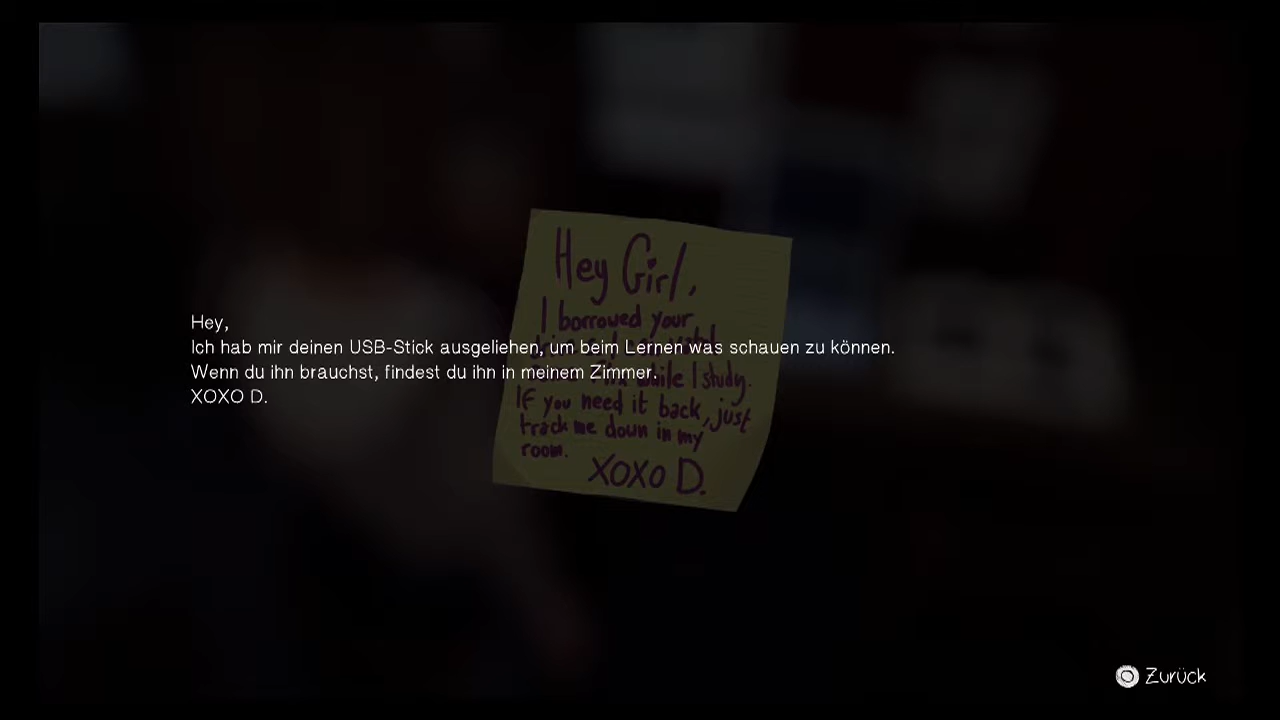 Hey Girl,
I borrowed your
while I study.
If you need it back, just
track me down in my
room.
XOXO D.
Hey,
Ich hab mir deinen USB-Stick ausgeliehen, um beim Lernen was schauen zu können.
Wenn du ihn brauchst, findest du ihn in meinem Zimmer.
XOXO D.
Zurück